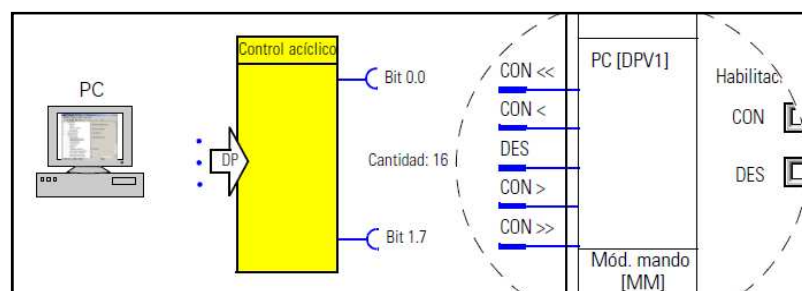 PC
DP
Control acíclico
Bit 0.0
Cantidad: 16
Bit 1.7
CON <<
CON <
DES
CON >
CON >>
PC [DPV1]
Mód. mando
[MM]
CON
DES